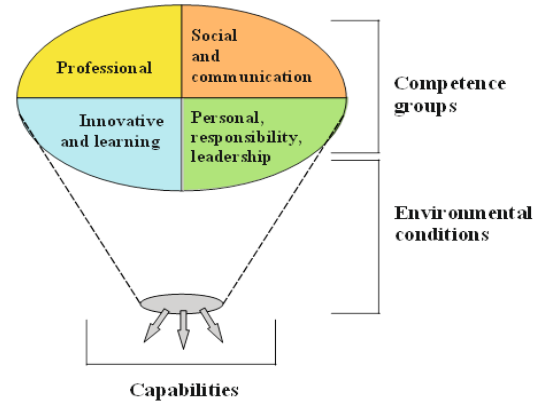 Professional
Social
and
communication
Innovative
and learning
Personal,
responsibility,
leadership
Competence
groups
Environmental
conditions
Capabilities